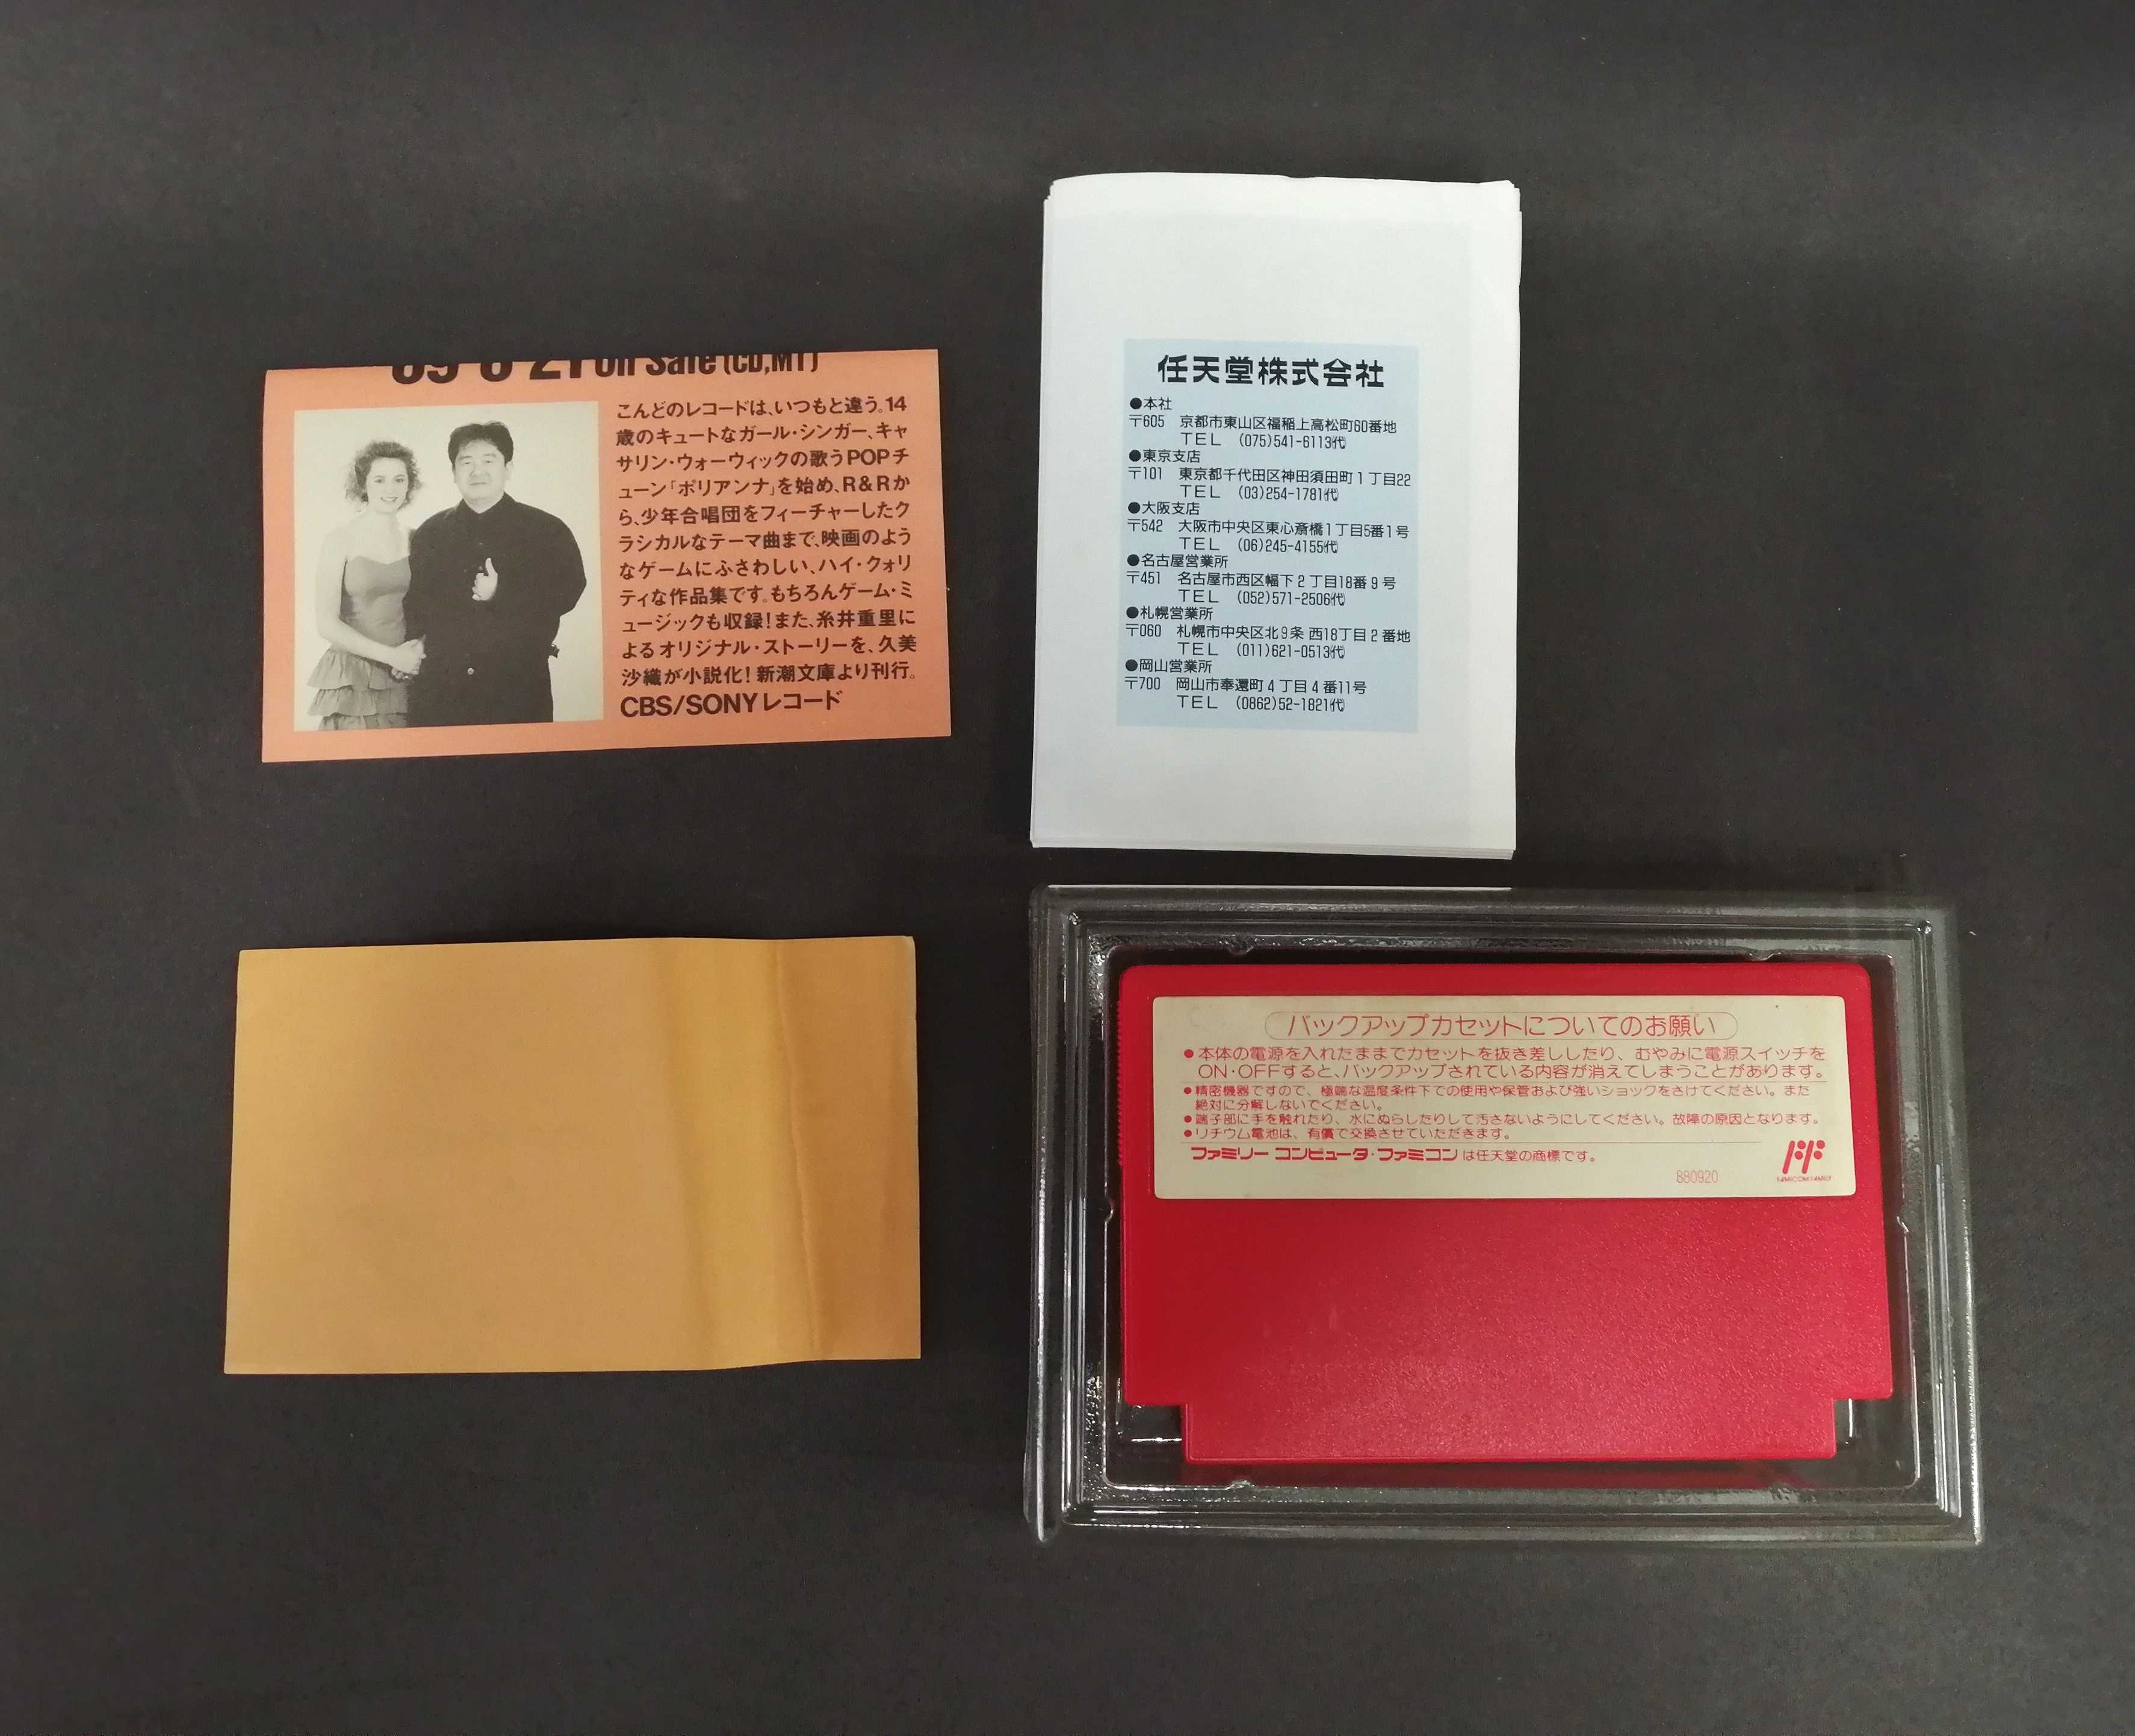 89 8 21 On Sale (CD,MT)
こんどのレコードは、いつもと違う。14
歳のキュートなガール・シンガー、キャ
サリン・ウォーウィックの歌うPOPチ
ューン「ポリアンナ」を始め、R&Rか
ら、少年合唱団をフィーチャーしたク
ラシカルなテーマ曲まで、映画のよう
なゲームにふさわしい、ハイ・クォリ
ティな作品集です。もちろんゲーム・ミ
ュージックも収録!また、糸井重里に
よるオリジナル・ストーリーを、久美
沙織が小説化!新潮文庫より刊行。
CBS/SONYレコード
任天堂株式会社
●本社
〒605 京都市東山区福稲上高松町60番地
TEL (075)541-6113代
●東京支店
〒101 東京都千代田区神田須田町1丁目22
TEL (03)254-1781代
●大阪支店
〒542 大阪市中央区東心斎橋1丁目5番1号
TEL (06)245-4155代
●名古屋営業所
〒451 名古屋市西区幅下2丁目18番9号
TEL (052)571-2506代
●札幌営業所
〒060 札幌市中央区北9条西18丁目2番地
TEL (011)621-0513代
●岡山営業所
〒700 岡山市奉還町4丁目4番11号
TEL (0862)52-1821代
バックアップカセットについてのお願い
●本体の電源を入れたままでカセットを抜き差ししたり、むやみに電源スイッチを
ON・OFFすると、バックアップされている内容が消えてしまうことがあります。
●精密機器ですので、極端な温度条件下での使用や保管および強いショックをさけてください。また
絶対に分解しないでください。
●端子部に手を触れたり、水にぬらしたりして汚さないようにしてください。故障の原因となります。
●リチウム電池は、有償で交換させていただきます。
ファミリーコンピュータ・ファミコンは任天堂の商標です。
880920
FAMICOM FAMILY